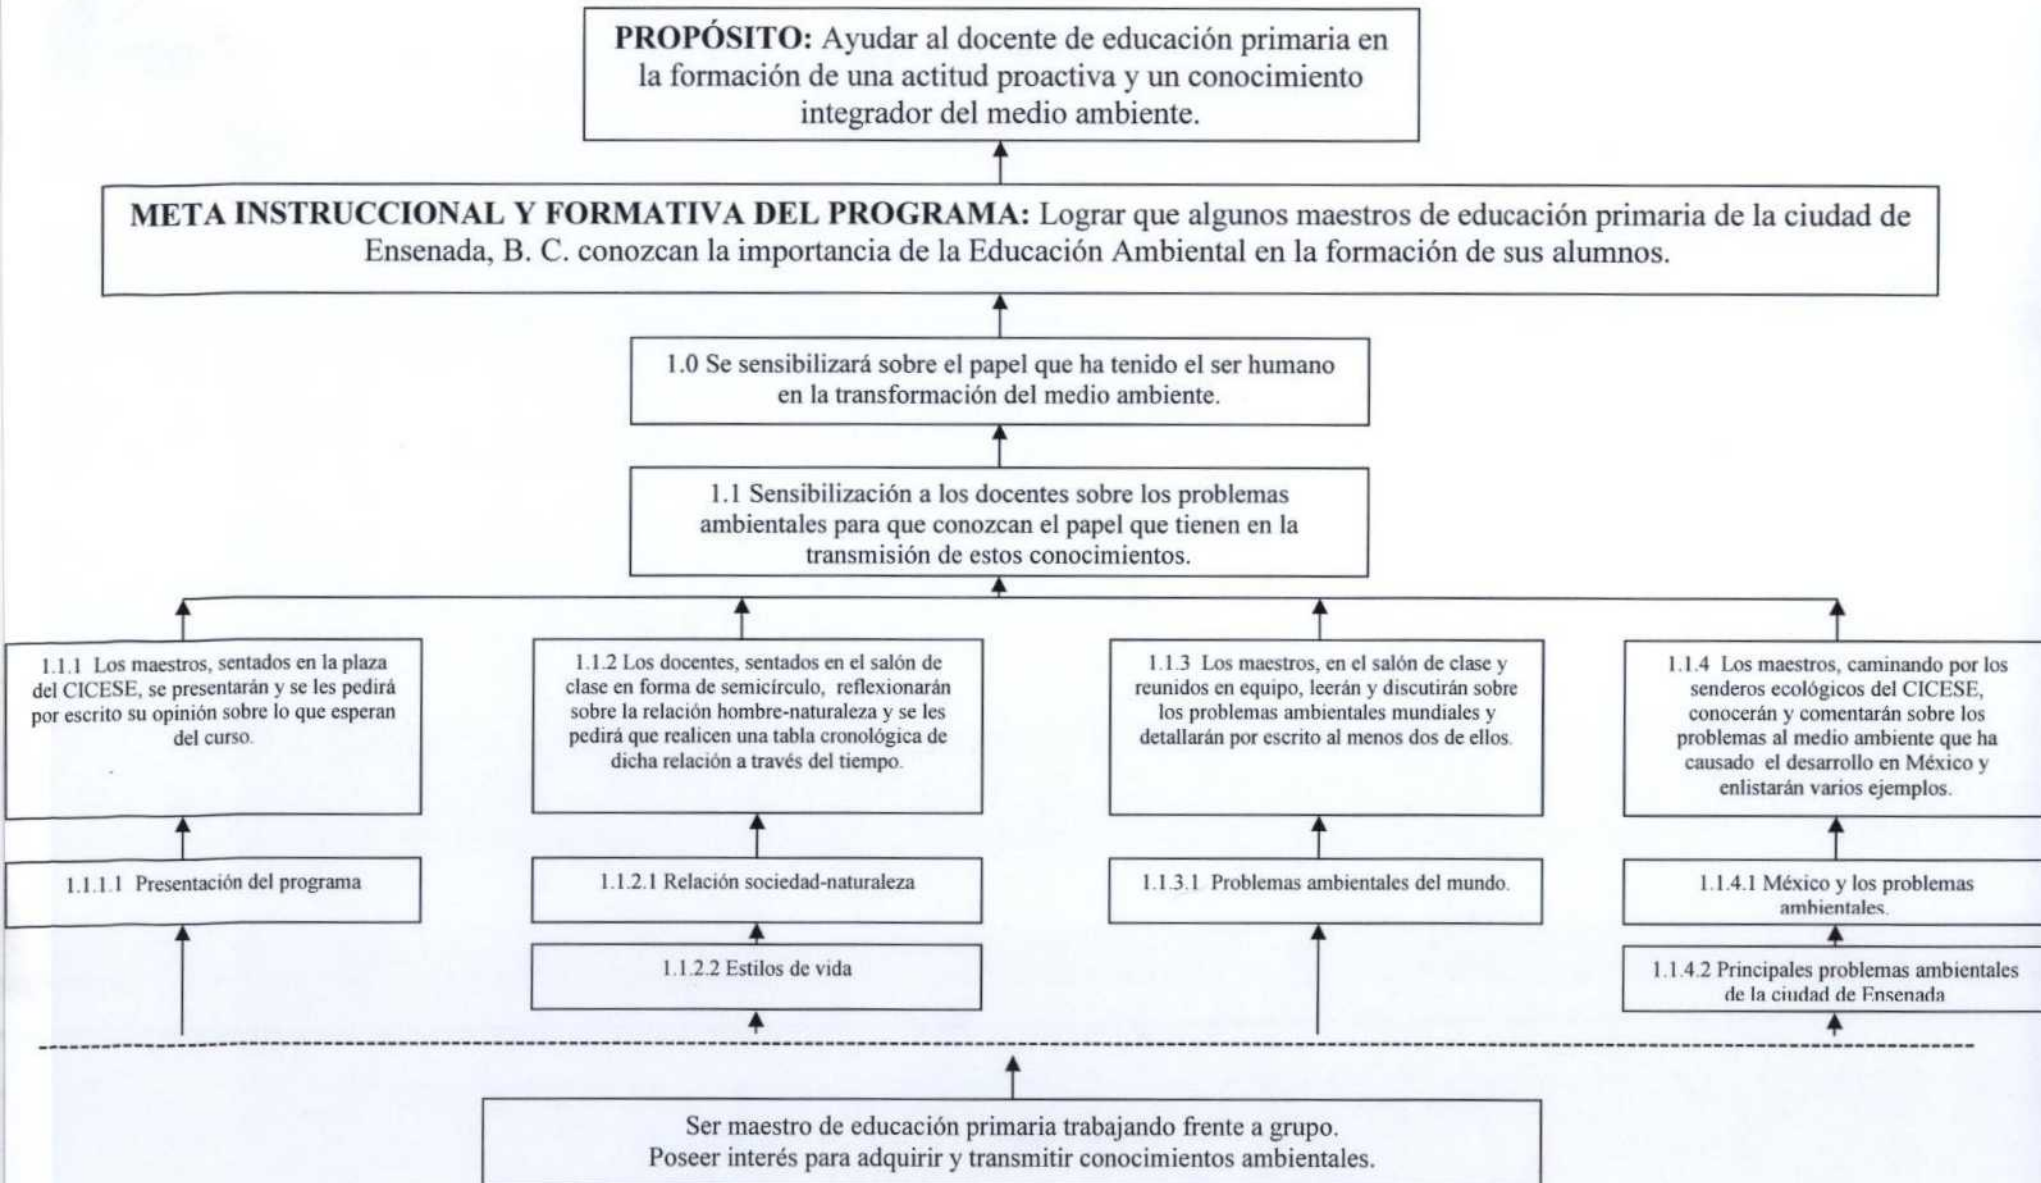 PROPÓSITO: Ayudar al docente de educación primaria en
la formación de una actitud proactiva y un conocimiento
integrador del medio ambiente.
META INSTRUCCIONAL Y FORMATIVA DEL PROGRAMA: Lograr que algunos maestros de educación primaria de la ciudad de
Ensenada, B. C. conozcan la importancia de la Educación Ambiental en la formación de sus alumnos.
1.0 Se sensibilizará sobre el papel que ha tenido el ser humano
en la transformación del medio ambiente.
1.1 Sensibilización a los docentes sobre los problemas
ambientales para que conozcan el papel que tienen en la
transmisión de estos conocimientos.
1.1.1 Los maestros, sentados en la plaza
del CICESE, se presentarán y se les pedirá
por escrito su opinión sobre lo que esperan
del curso.
1.1.2 Los docentes, sentados en el salón de
clase en forma de semicírculo, reflexionarán
sobre la relación hombre-naturaleza y se les
pedirá que realicen una tabla cronológica de
dicha relación a través del tiempo.
1.1.3 Los maestros, en el salón de clase y
reunidos en equipo, leerán y discutirán sobre
los problemas ambientales mundiales y
detallarán por escrito al menos dos de ellos.
1.1.4 Los maestros, caminando por los
senderos ecológicos del CICESE,
conocerán y comentarán sobre los
problemas al medio ambiente que ha
causado el desarrollo en México y
enlistarán varios ejemplos.
1.1.1.1 Presentación del programa
1.1.2.1 Relación sociedad-naturaleza
1.1.3.1 Problemas ambientales del mundo.
1.1.4.1 México y los problemas
ambientales.
1.1.2.2 Estilos de vida
1.1.4.2 Principales problemas ambientales
de la ciudad de Ensenada
Ser maestro de educación primaria trabajando frente a grupo.
Poseer interés para adquirir y transmitir conocimientos ambientales.